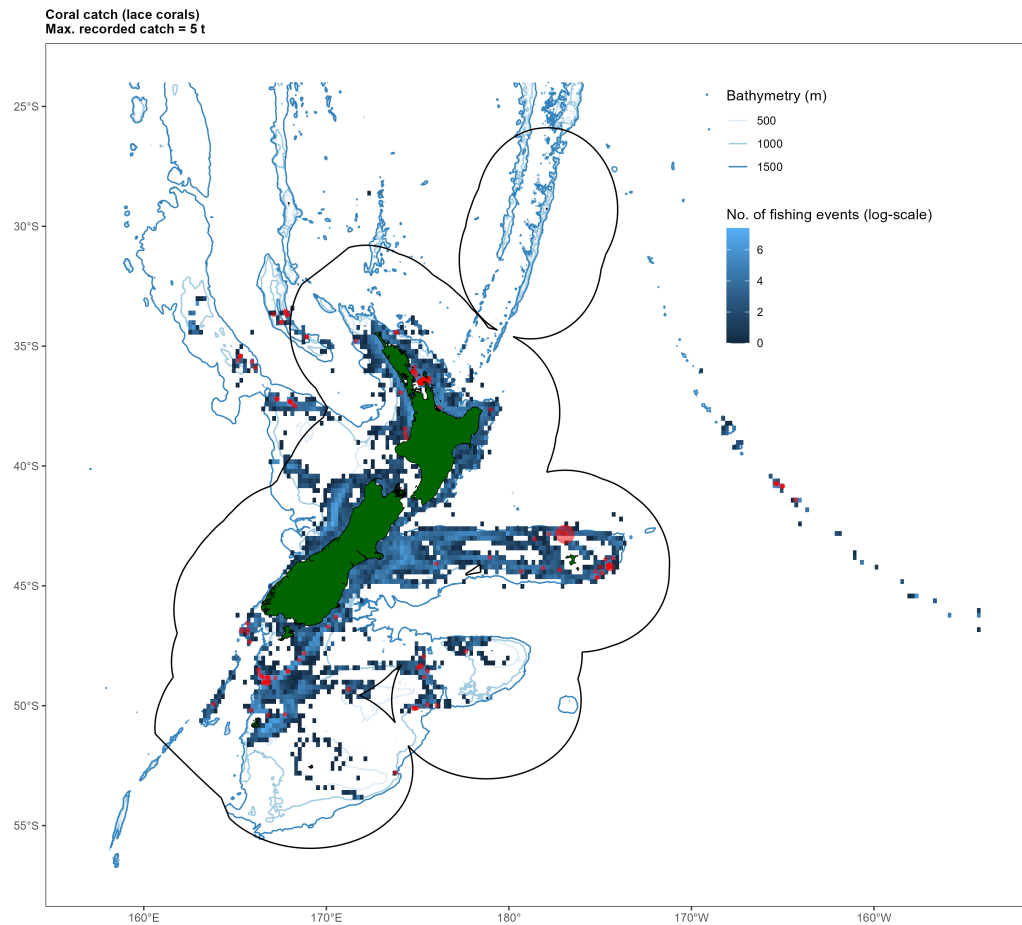 Coral catch (lace corals)
Max. recorded catch = 5 t
25°S
30°S
35°S
40°S
45°S
50°S
55°S
160°E
170°E
180°
170°W
160°W
Bathymetry (m)
500
1000
1500
No. of fishing events (log-scale)
6
4
2
0